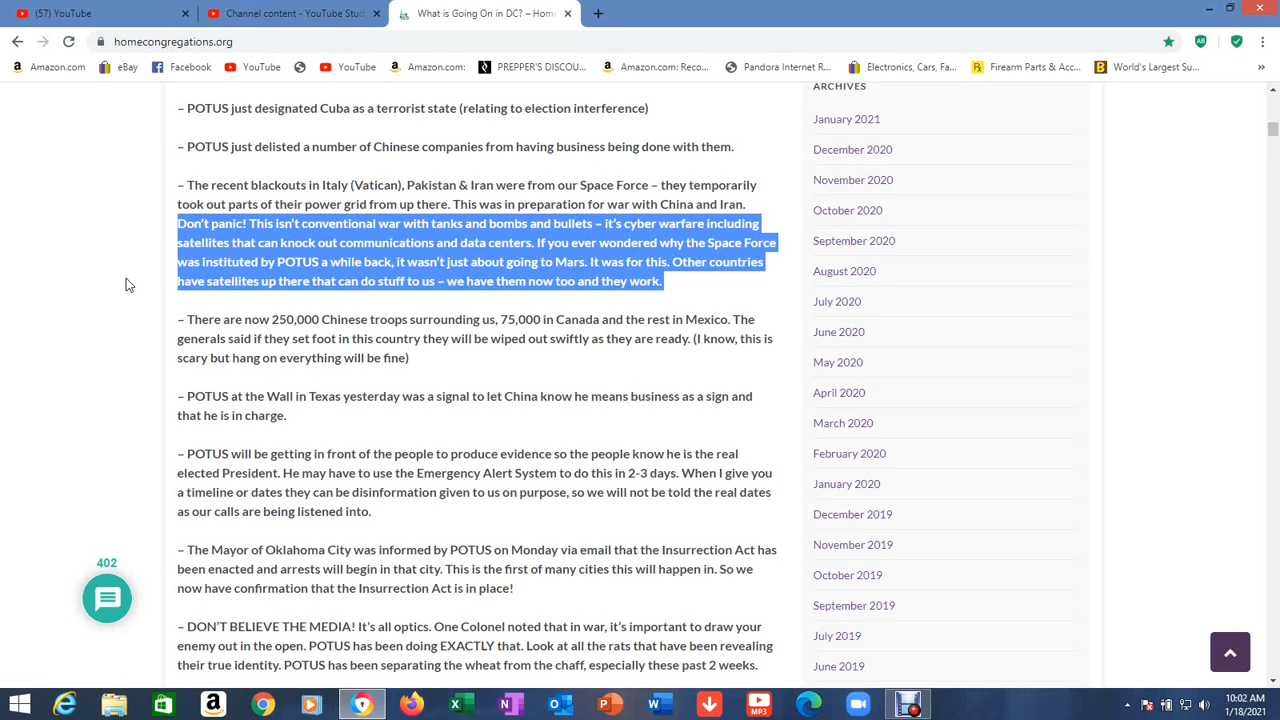 (57) YouTube
Channel content - YouTube Stud
What is Going On in DC? – Hom
homecongregations.org
Amazon.com
eBay
Facebook
YouTube
YouTube
Amazon.com:
PREPPER'S DISCOU...
Amazon.com: Reco...
Pandora Internet R...
Electronics, Cars, Fa...
Firearm Parts & Acc...
World's Largest Su...
»
– POTUS just designated Cuba as a terrorist state (relating to election interference)
– POTUS just delisted a number of Chinese companies from having business being done with them.
– The recent blackouts in Italy (Vatican), Pakistan & Iran were from our Space Force – they temporarily
took out parts of their power grid from up there. This was in preparation for war with China and Iran.
Don't panic! This isn't conventional war with tanks and bombs and bullets – it's cyber warfare including
satellites that can knock out communications and data centers. If you ever wondered why the Space Force
was instituted by POTUS a while back, it wasn't just about going to Mars. It was for this. Other countries
have satellites up there that can do stuff to us – we have them now too and they work.
– There are now 250,000 Chinese troops surrounding us, 75,000 in Canada and the rest in Mexico. The
generals said if they set foot in this country they will be wiped out swiftly as they are ready. (I know, this is
scary but hang on everything will be fine)
– POTUS at the Wall in Texas yesterday was a signal to let China know he means business as a sign and
that he is in charge.
– POTUS will be getting in front of the people to produce evidence so the people know he is the real
elected President. He may have to use the Emergency Alert System to do this in 2-3 days. When I give you
a timeline or dates they can be disinformation given to us on purpose, so we will not be told the real dates
as our calls are being listened into.
– The Mayor of Oklahoma City was informed by POTUS on Monday via email that the Insurrection Act has
been enacted and arrests will begin in that city. This is the first of many cities this will happen in. So we
now have confirmation that the Insurrection Act is in place!
– DON'T BELIEVE THE MEDIA! It's all optics. One Colonel noted that in war, it's important to draw your
enemy out in the open. POTUS has been doing EXACTLY that. Look at all the rats that have been revealing
their true identity. POTUS has been separating the wheat from the chaff, especially these past 2 weeks.
402
ARCHIVES
January 2021
December 2020
November 2020
October 2020
September 2020
August 2020
July 2020
June 2020
May 2020
April 2020
March 2020
February 2020
January 2020
December 2019
November 2019
October 2019
September 2019
July 2019
June 2019
MP3
10:02 AM
1/18/2021